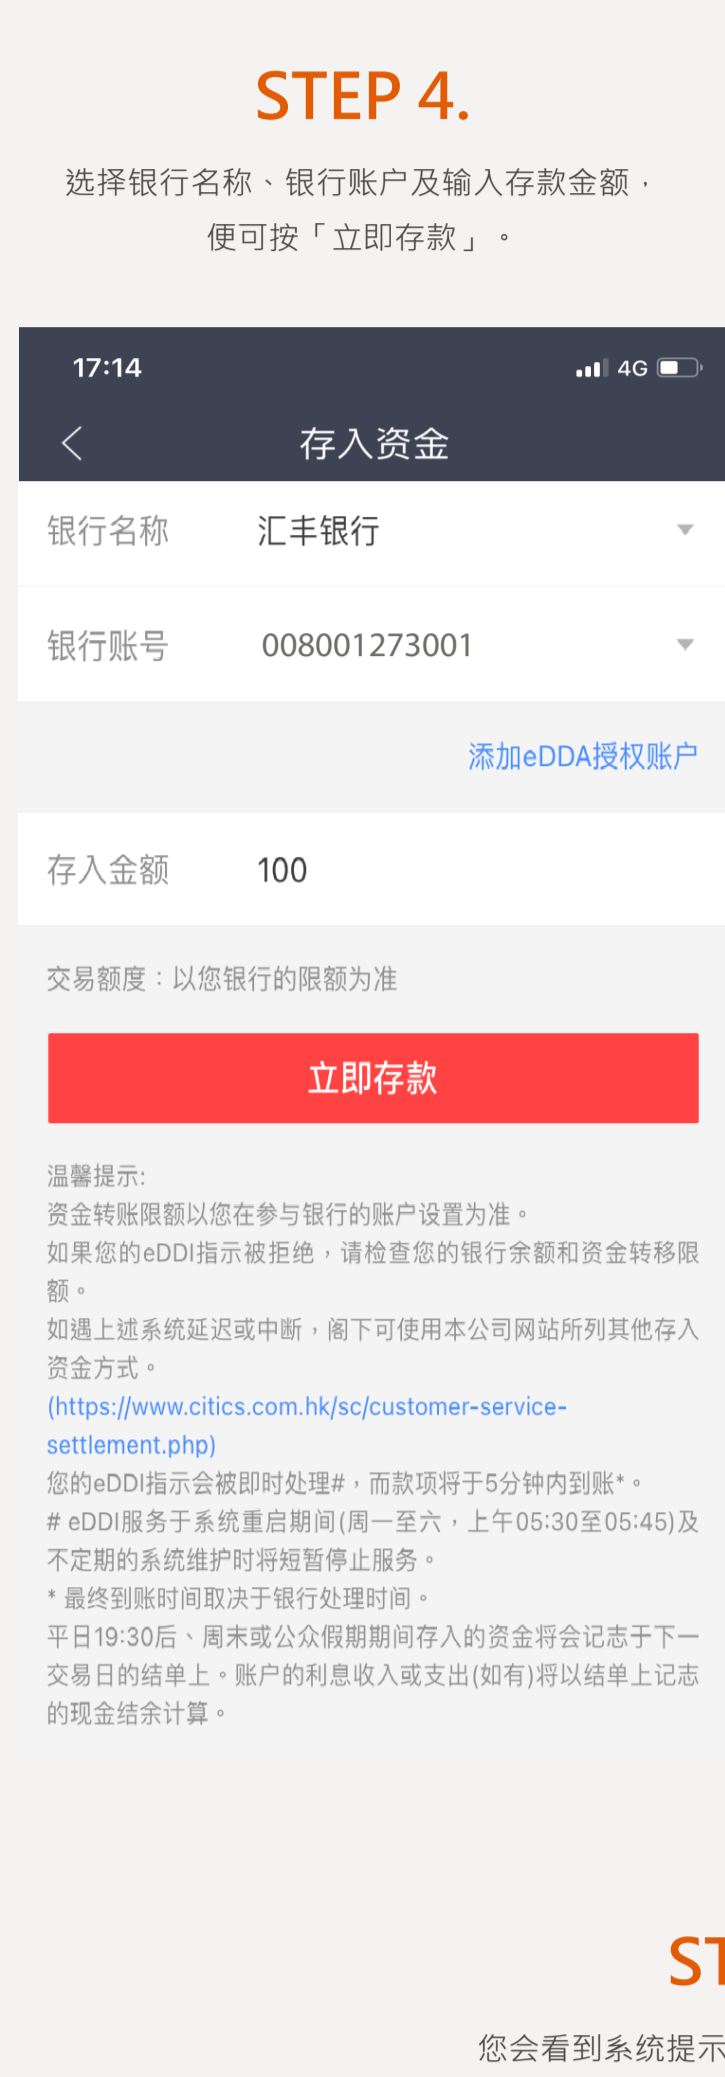 STEP 4.
选择银行名称、银行账户及输入存款金额，
便可按「立即存款」。
17:14
4G
存入资金
银行名称 汇丰银行
银行账号 008001273001
添加eDDA授权账户
存入金额 100
交易额度：以您银行的限额为准
立即存款
温馨提示:
资金转账限额以您在参与银行的账户设置为准。
如果您的eDDI指示被拒绝，请检查您的银行余额和资金转移限
额。
如遇上述系统延迟或中断，阁下可使用本公司网站所列其他存入
资金方式。
(https://www.citics.com.hk/sc/customer-service-
settlement.php)
您的eDDI指示会被即时处理#，而款项将于5分钟内到账*。
# eDDI服务于系统重启期间(周一至六，上午05:30至05:45)及
不定期的系统维护时将短暂停止服务。
* 最终到账时间取决于银行处理时间。
平日19:30后、周末或公众假期期间存入的资金将会记志于下一
交易日的结单上。账户的利息收入或支出(如有)将以结单上记志
的现金结余计算。
ST
您会看到系统提示